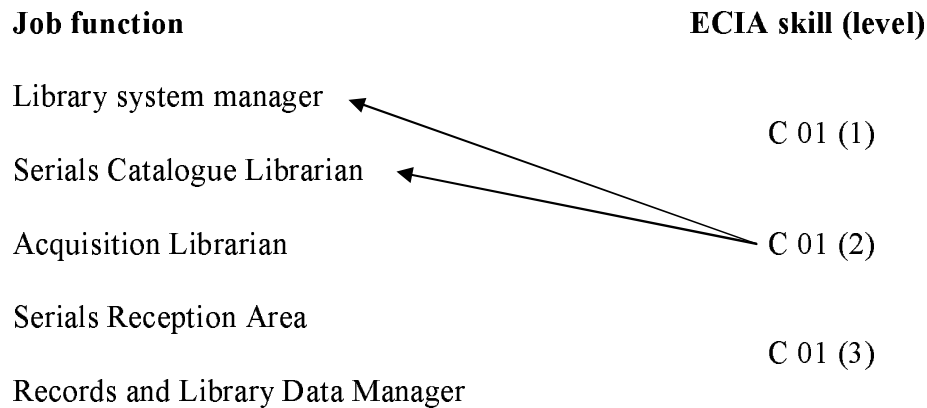 Job function ECIA skill (level)
Library system manager
C 01 (1)
Serials Catalogue Librarian
Acquisition Librarian C 01 (2)
Serials Reception Area
C 01 (3)
Records and Library Data Manager